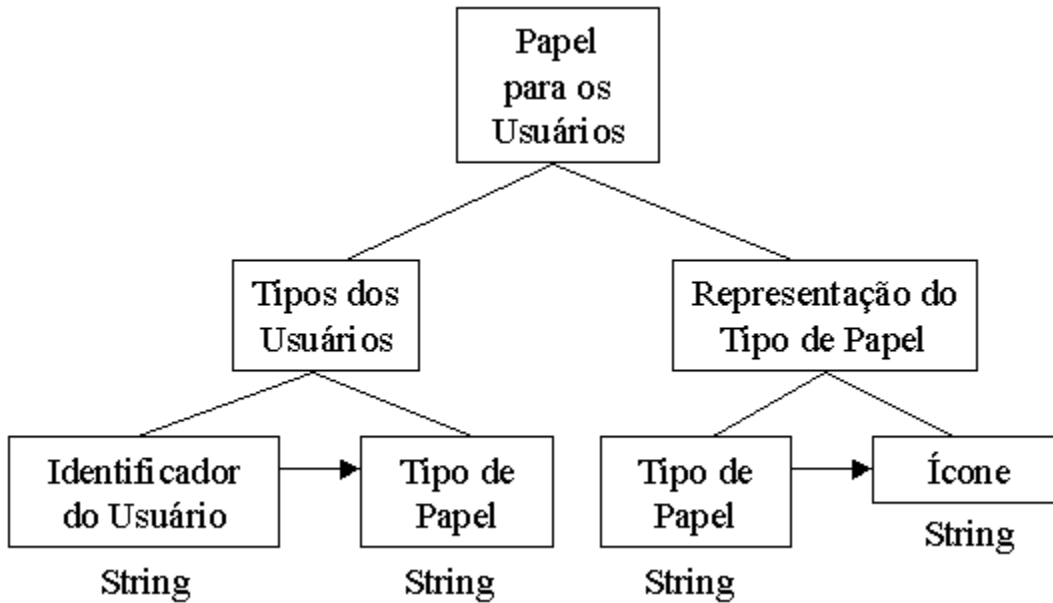 Papel
para os
Usuários
Tipos dos
Usuários
Representação do
Tipo de Papel
Identificador
do Usuário
Tipo de
Papel
Tipo de
Papel
Ícone
String
String
String
String